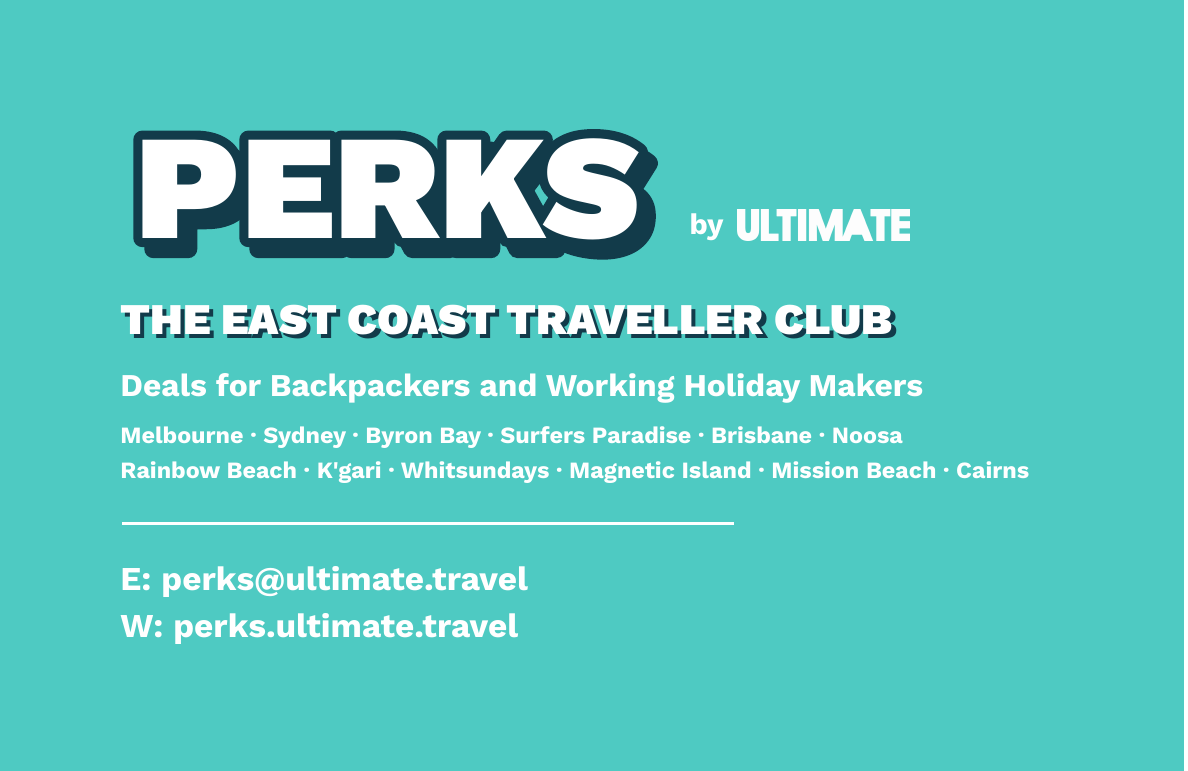 PERKS by ULTIMATE
THE EAST COAST TRAVELLER CLUB
Deals for Backpackers and Working Holiday Makers
Melbourne · Sydney · Byron Bay · Surfers Paradise · Brisbane · Noosa
Rainbow Beach · K'gari · Whitsundays · Magnetic Island · Mission Beach · Cairns
E: perks@ultimate.travel
W: perks.ultimate.travel